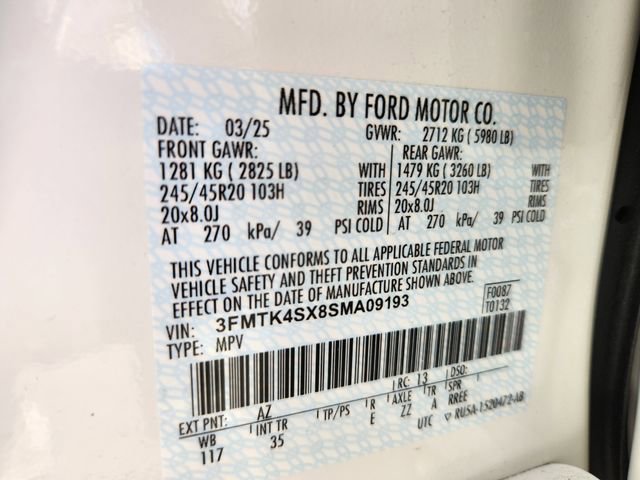 MFD. BY FORD MOTOR CO.
DATE: 03/25 GVWR: 2712 KG ( 5980 LB)
FRONT GAWR: REAR GAWR:
1281 KG ( 2825 LB) WITH 1479 KG ( 3260 LB) WITH
245/45R20 103H TIRES 245/45R20 103H TIRES
20x8.0J RIMS 20x8.0J RIMS
AT 270 kPa/ 39 PSI COLD AT 270 kPa/ 39 PSI COLD
THIS VEHICLE CONFORMS TO ALL APPLICABLE FEDERAL MOTOR
VEHICLE SAFETY AND THEFT PREVENTION STANDARDS IN
EFFECT ON THE DATE OF MANUFACTURE SHOWN ABOVE.
VIN: 3FMTK4SX8SMA09193 F0087
TYPE: MPV T0132
EXT PNT: AZ RC: 13 DSO:
WB INT TR TP/PS R AXLE TR SPR
117 35 E ZZ A RREE
UTC ▽ RU5A-1520472-AB